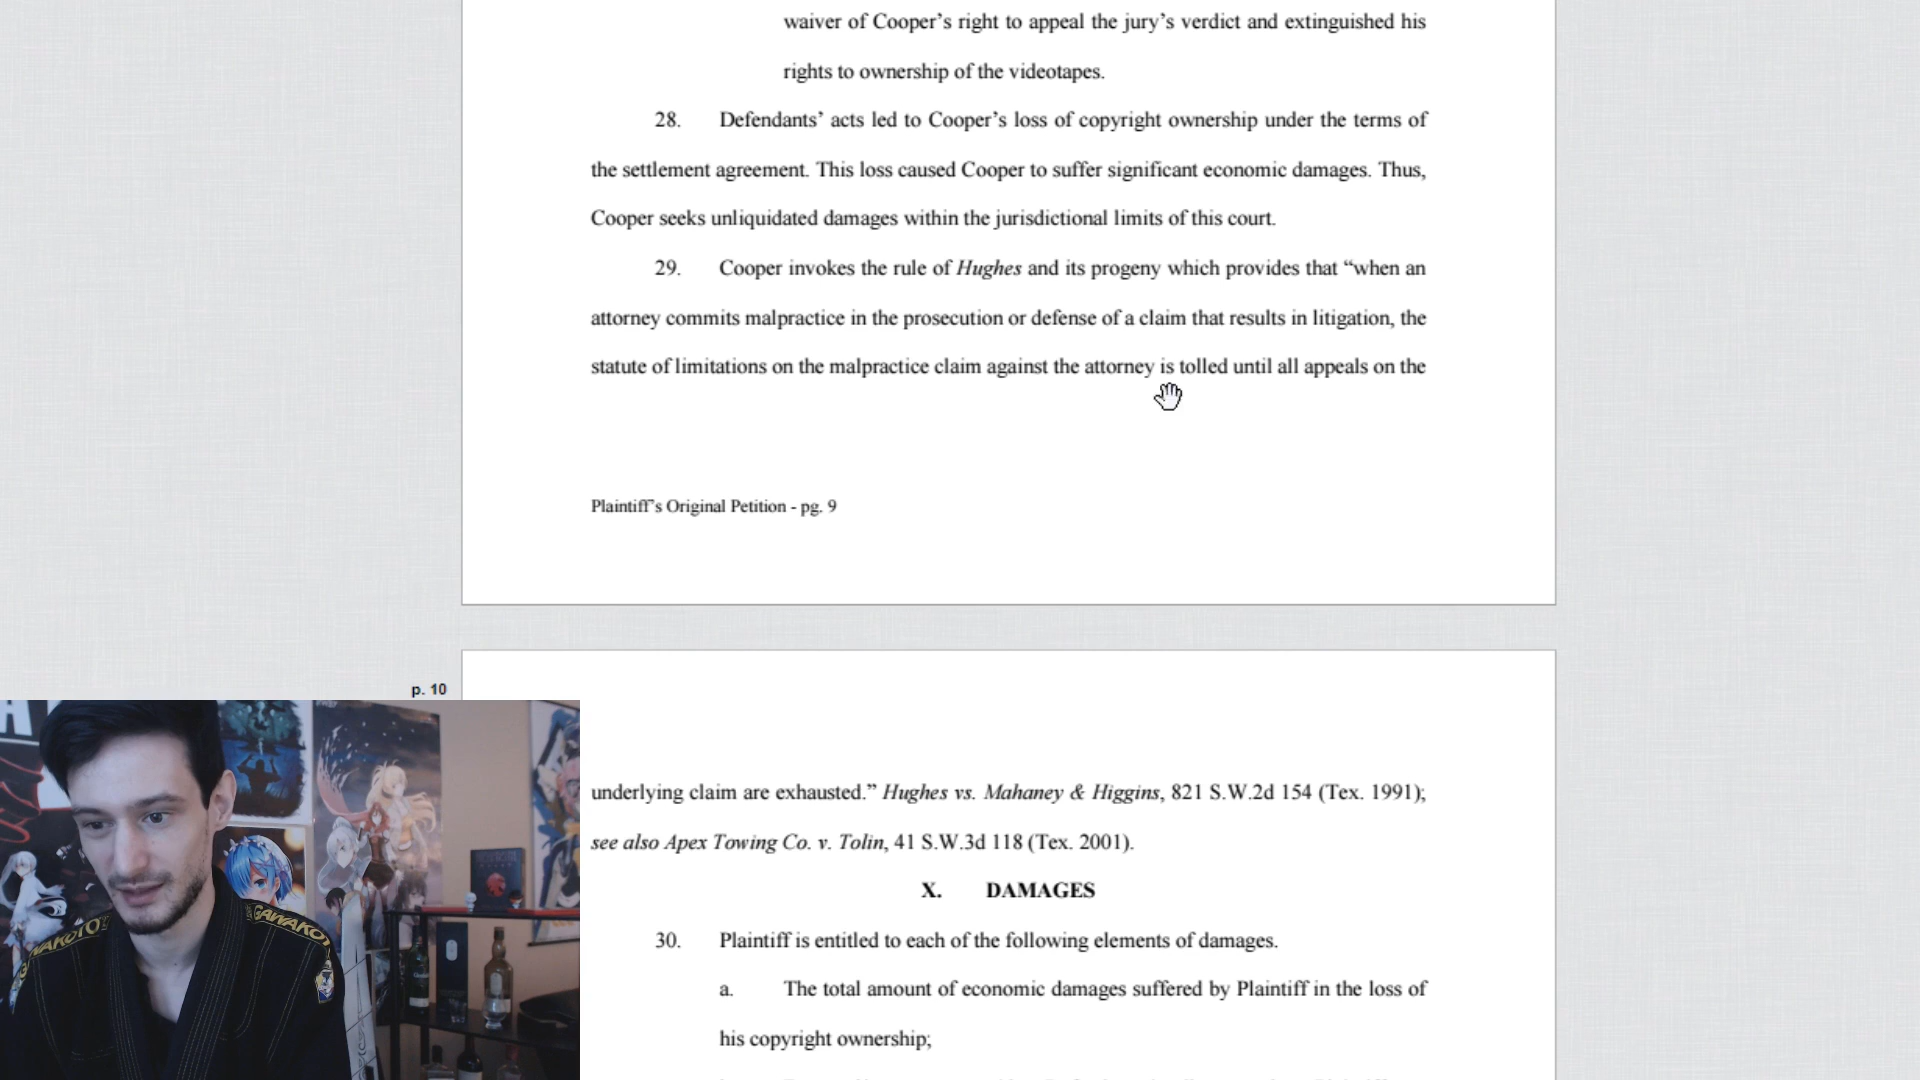 waiver of Cooper’s right to appeal the jury’s verdict and extinguished his
rights to ownership of the videotapes.
28. Defendants’ acts led to Cooper’s loss of copyright ownership under the terms of
the settlement agreement. This loss caused Cooper to suffer significant economic damages. Thus,
Cooper seeks unliquidated damages within the jurisdictional limits of this court.
29. Cooper invokes the rule of Hughes and its progeny which provides that “when an
attorney commits malpractice in the prosecution or defense of a claim that results in litigation, the
statute of limitations on the malpractice claim against the attorney is tolled until all appeals on the
Plaintiff’s Original Petition - pg. 9
p. 10
underlying claim are exhausted.” Hughes vs. Mahaney & Higgins, 821 S.W.2d 154 (Tex. 1991);
see also Apex Towing Co. v. Tolin, 41 S.W.3d 118 (Tex. 2001).
X. DAMAGES
30. Plaintiff is entitled to each of the following elements of damages.
a. The total amount of economic damages suffered by Plaintiff in the loss of
his copyright ownership;